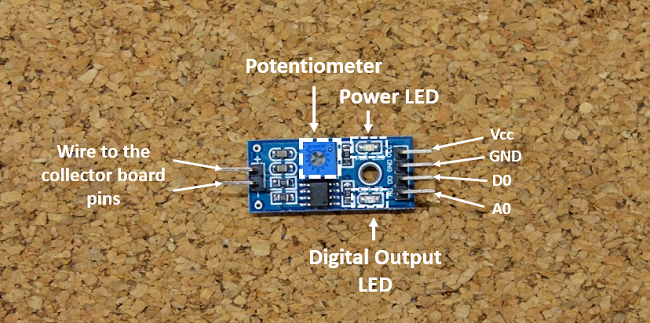 Potentiometer
Power LED
Wire to the
collector board
pins
Vcc
GND
D0
A0
Digital Output
LED
+
-